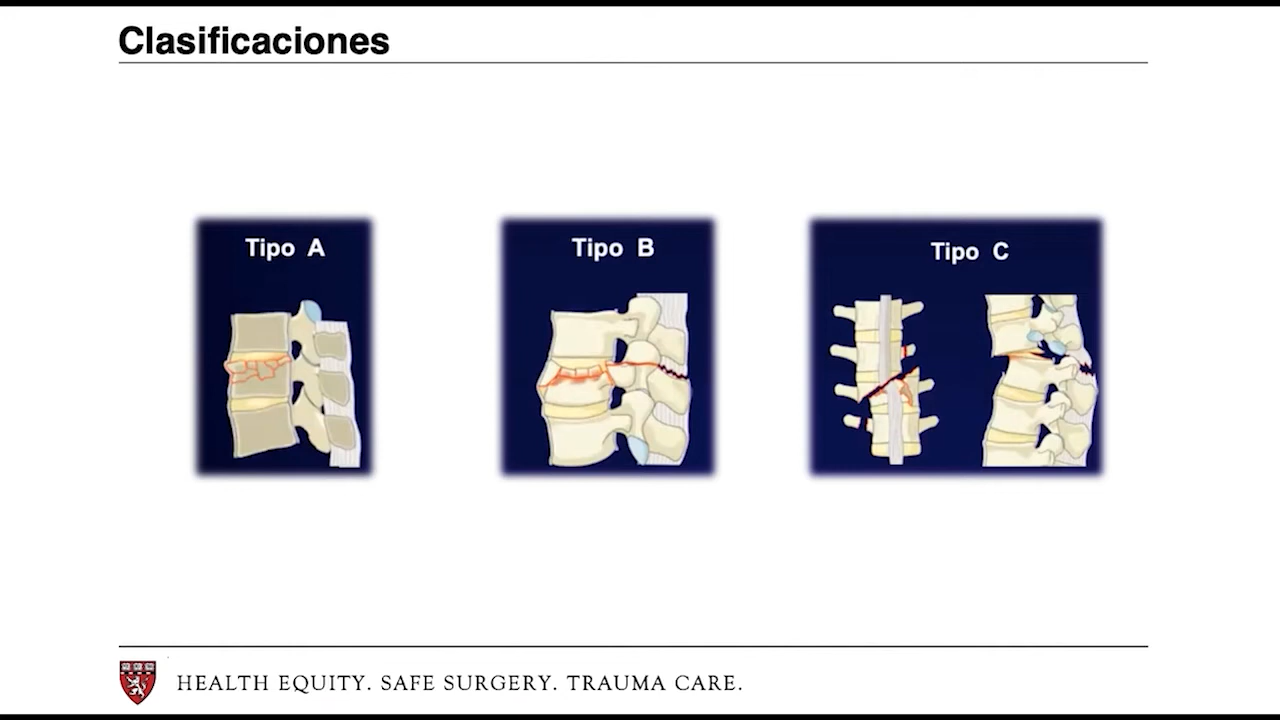 Clasificaciones
Tipo A
Tipo B
Tipo C
HEALTH EQUITY. SAFE SURGERY. TRAUMA CARE.